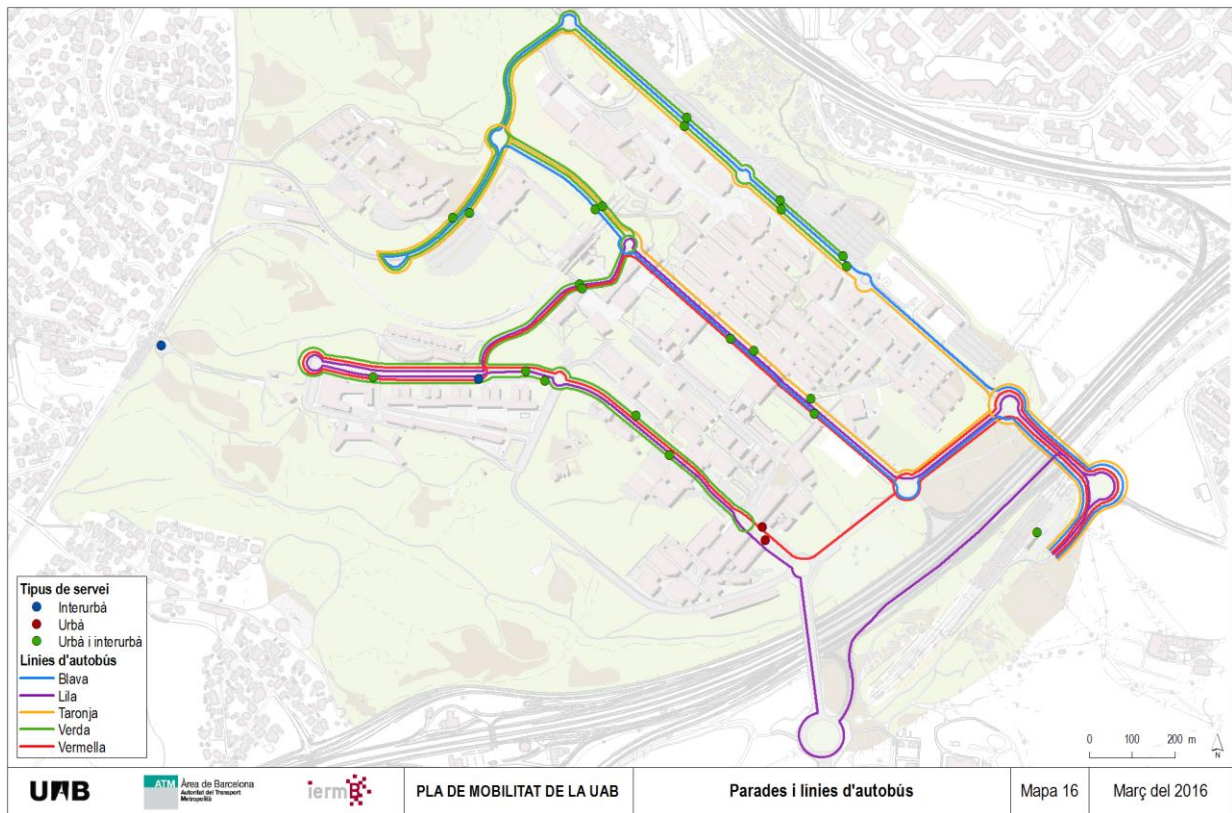 Tipus de servei
Interurbà
Urbà
Urbà i interurbà
Línies d'autobús
Blava
Lila
Taronja
Verda
Vermella
0 100 200 m
N
UAB
ATM Àrea de Barcelona
Autoritat del Transport
Metropolità
iermB
PLA DE MOBILITAT DE LA UAB
Parades i línies d'autobús
Mapa 16
Març del 2016